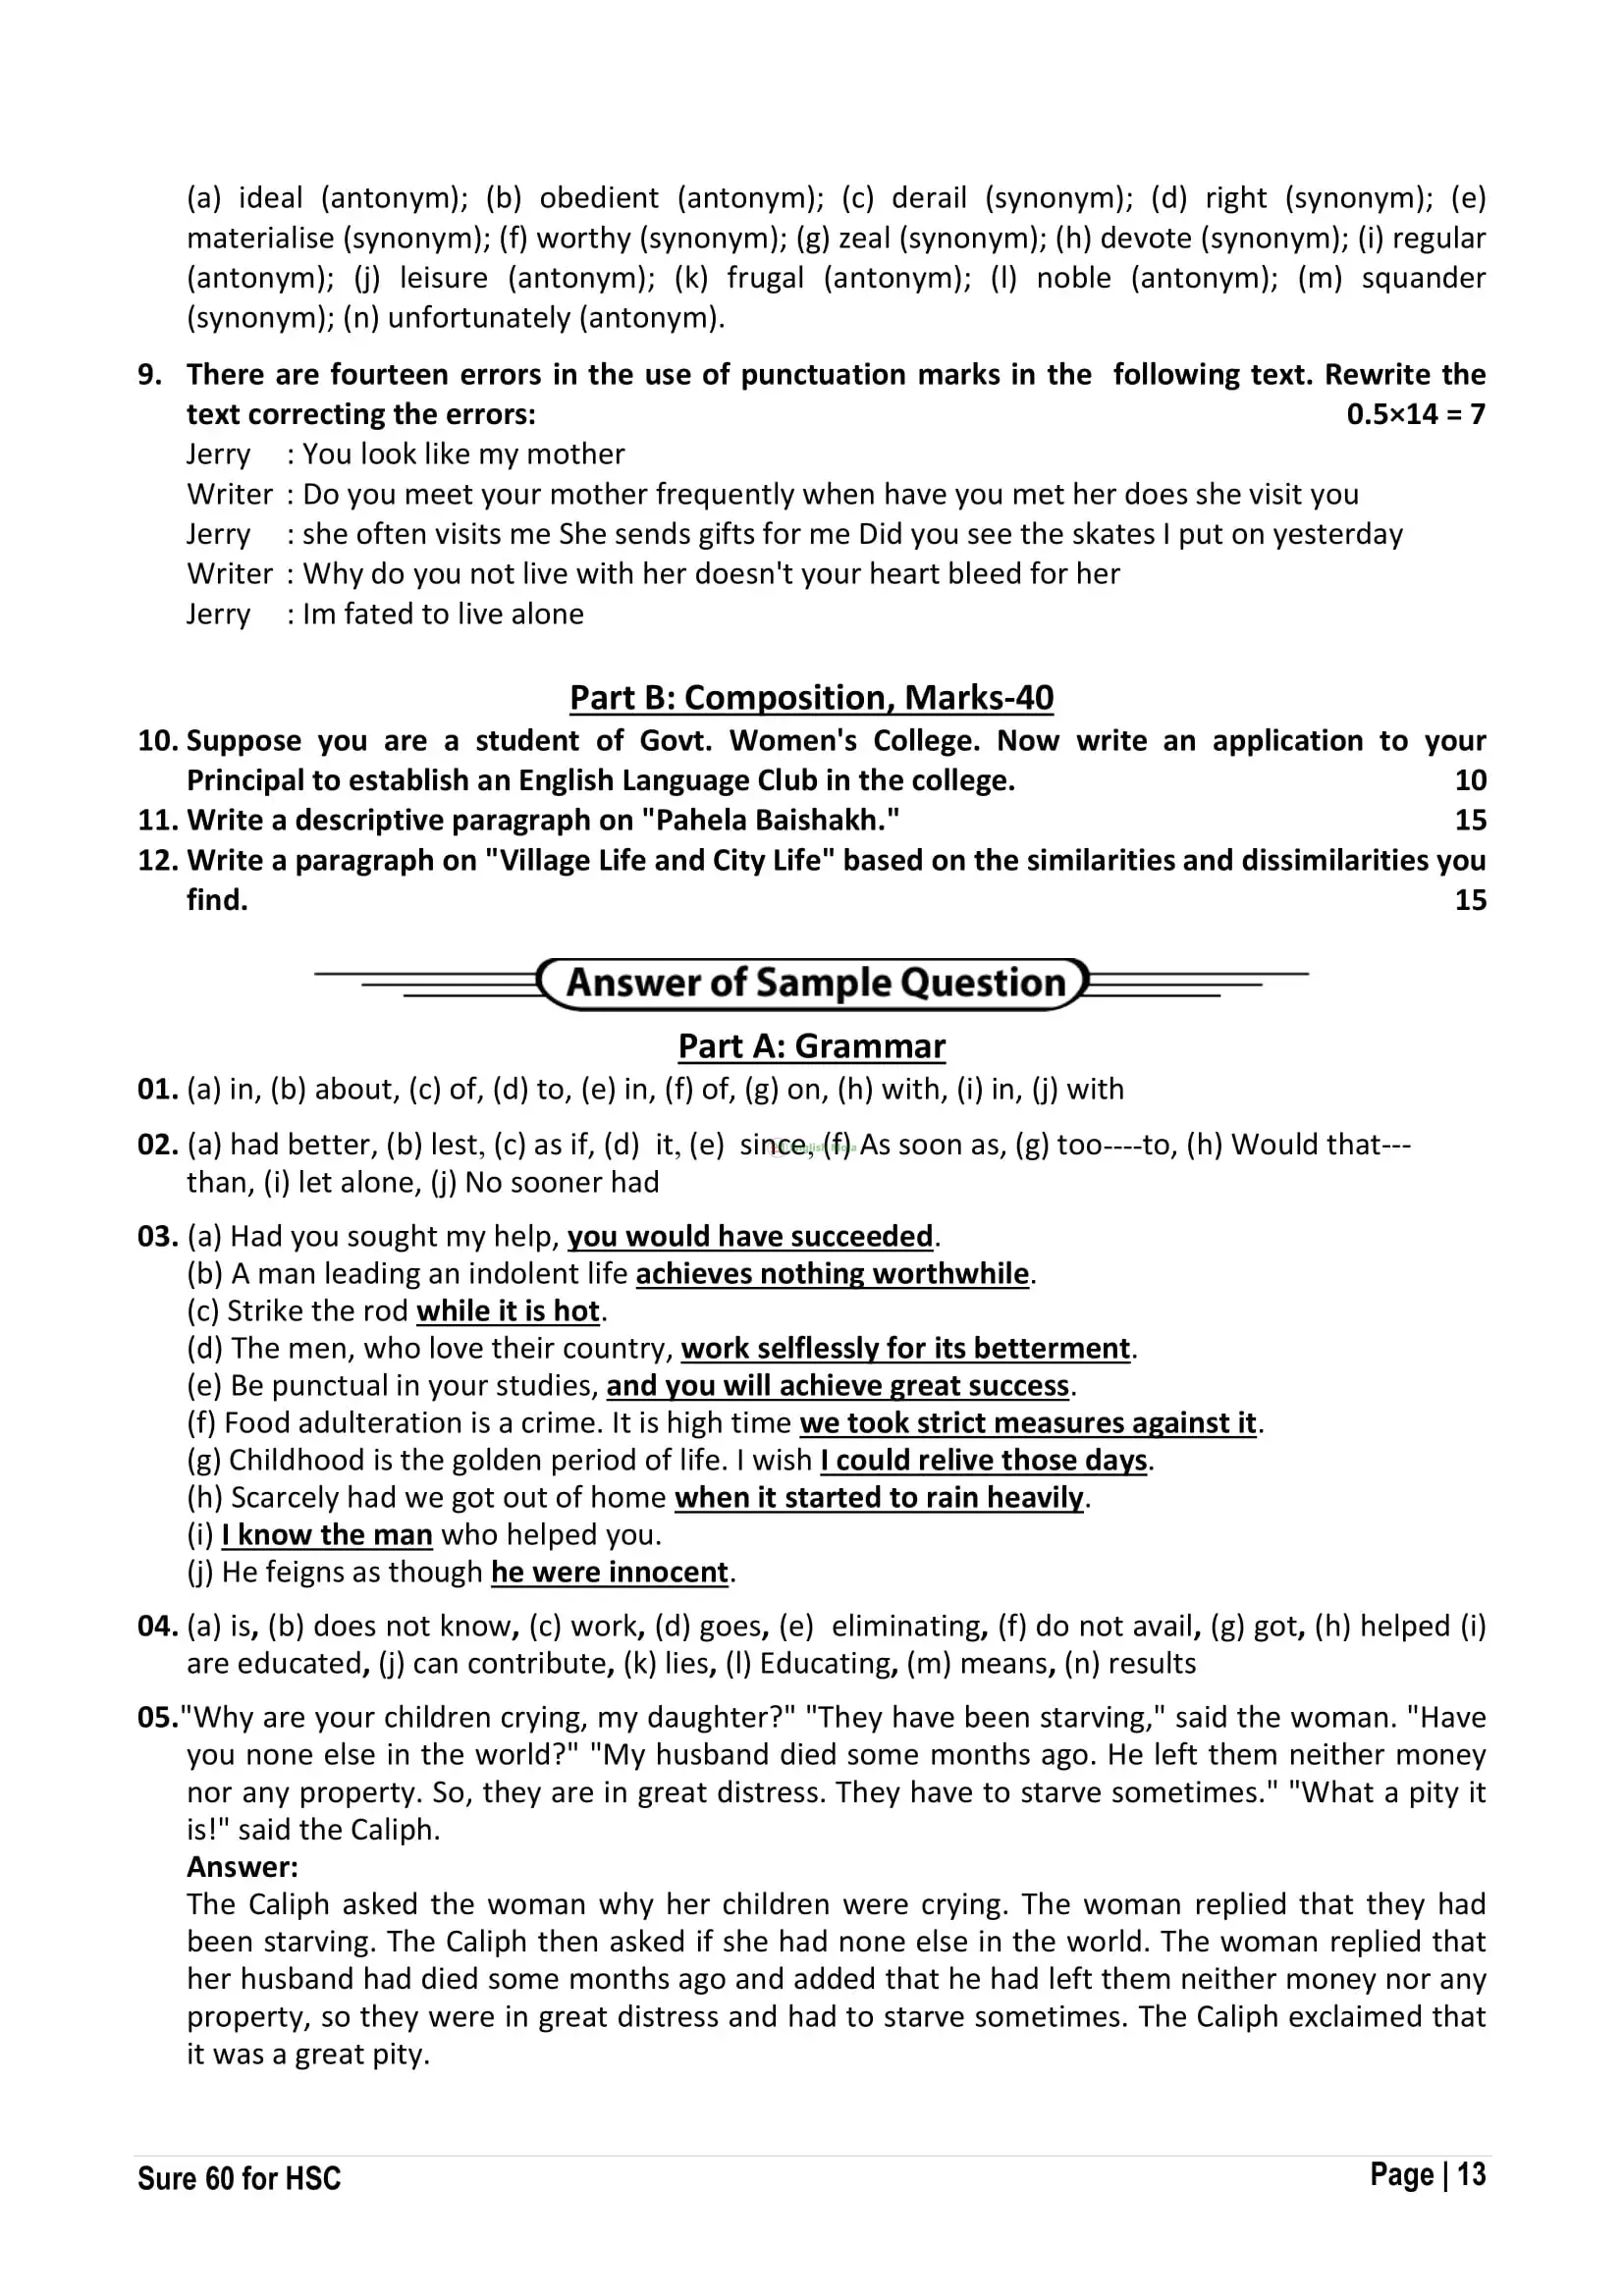 (a) ideal (antonym); (b) obedient (antonym); (c) derail (synonym); (d) right (synonym); (e)
materialise (synonym); (f) worthy (synonym); (g) zeal (synonym); (h) devote (synonym); (i) regular
(antonym); (j) leisure (antonym); (k) frugal (antonym); (l) noble (antonym); (m) squander
(synonym); (n) unfortunately (antonym).
9. There are fourteen errors in the use of punctuation marks in the following text. Rewrite the
text correcting the errors: 0.5×14 = 7
Jerry : You look like my mother
Writer : Do you meet your mother frequently when have you met her does she visit you
Jerry : she often visits me She sends gifts for me Did you see the skates I put on yesterday
Writer : Why do you not live with her doesn't your heart bleed for her
Jerry : Im fated to live alone
Part B: Composition, Marks-40
10. Suppose you are a student of Govt. Women's College. Now write an application to your
Principal to establish an English Language Club in the college. 10
11. Write a descriptive paragraph on "Pahela Baishakh." 15
12. Write a paragraph on "Village Life and City Life" based on the similarities and dissimilarities you
find. 15
Answer of Sample Question
Part A: Grammar
01. (a) in, (b) about, (c) of, (d) to, (e) in, (f) of, (g) on, (h) with, (i) in, (j) with
02. (a) had better, (b) lest, (c) as if, (d) it, (e) since, (f) As soon as, (g) too----to, (h) Would that---
than, (i) let alone, (j) No sooner had
03. (a) Had you sought my help, you would have succeeded.
(b) A man leading an indolent life achieves nothing worthwhile.
(c) Strike the rod while it is hot.
(d) The men, who love their country, work selflessly for its betterment.
(e) Be punctual in your studies, and you will achieve great success.
(f) Food adulteration is a crime. It is high time we took strict measures against it.
(g) Childhood is the golden period of life. I wish I could relive those days.
(h) Scarcely had we got out of home when it started to rain heavily.
(i) I know the man who helped you.
(j) He feigns as though he were innocent.
04. (a) is, (b) does not know, (c) work, (d) goes, (e) eliminating, (f) do not avail, (g) got, (h) helped (i)
are educated, (j) can contribute, (k) lies, (l) Educating, (m) means, (n) results
05."Why are your children crying, my daughter?" "They have been starving," said the woman. "Have
you none else in the world?" "My husband died some months ago. He left them neither money
nor any property. So, they are in great distress. They have to starve sometimes." "What a pity it
is!" said the Caliph.
Answer:
The Caliph asked the woman why her children were crying. The woman replied that they had
been starving. The Caliph then asked if she had none else in the world. The woman replied that
her husband had died some months ago and added that he had left them neither money nor any
property, so they were in great distress and had to starve sometimes. The Caliph exclaimed that
it was a great pity.
Sure 60 for HSC Page | 13